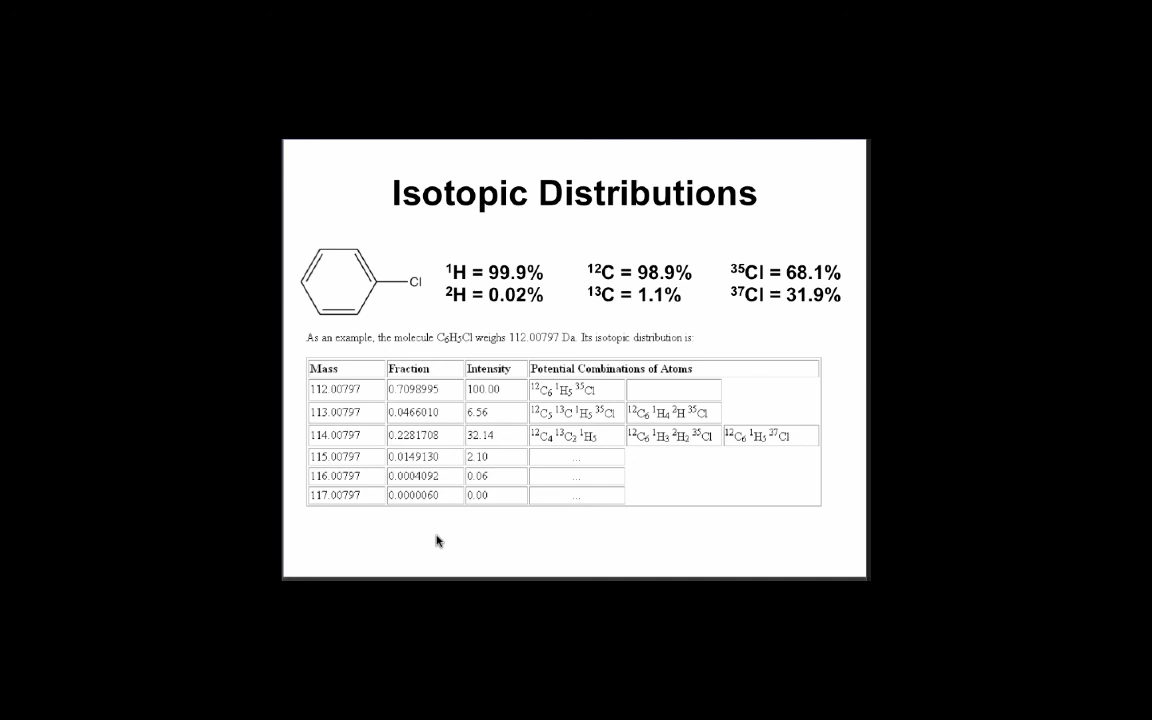 Isotopic Distributions
Cl
¹H = 99.9% ¹²C = 98.9% ³⁵Cl = 68.1%
²H = 0.02% ¹³C = 1.1% ³⁷Cl = 31.9%
As an example, the molecule C₆H₅Cl weighs 112.00797 Da. Its isotopic distribution is:
Mass Fraction Intensity Potential Combinations of Atoms
112.00797 0.7098995 100.00 ¹²C₆ ¹H₅ ³⁵Cl
113.00797 0.0466010 6.56 ¹²C₅ ¹³C ¹H₅ ³⁵Cl ¹²C₆ ¹H₄ ²H ³⁵Cl
114.00797 0.2281708 32.14 ¹²C₄ ¹³C₂ ¹H₅ ¹²C₆ ¹H₃ ²H₂ ³⁵Cl ¹²C₆ ¹H₅ ³⁷Cl
115.00797 0.0149130 2.10 ...
116.00797 0.0004092 0.06 ...
117.00797 0.0000060 0.00 ...